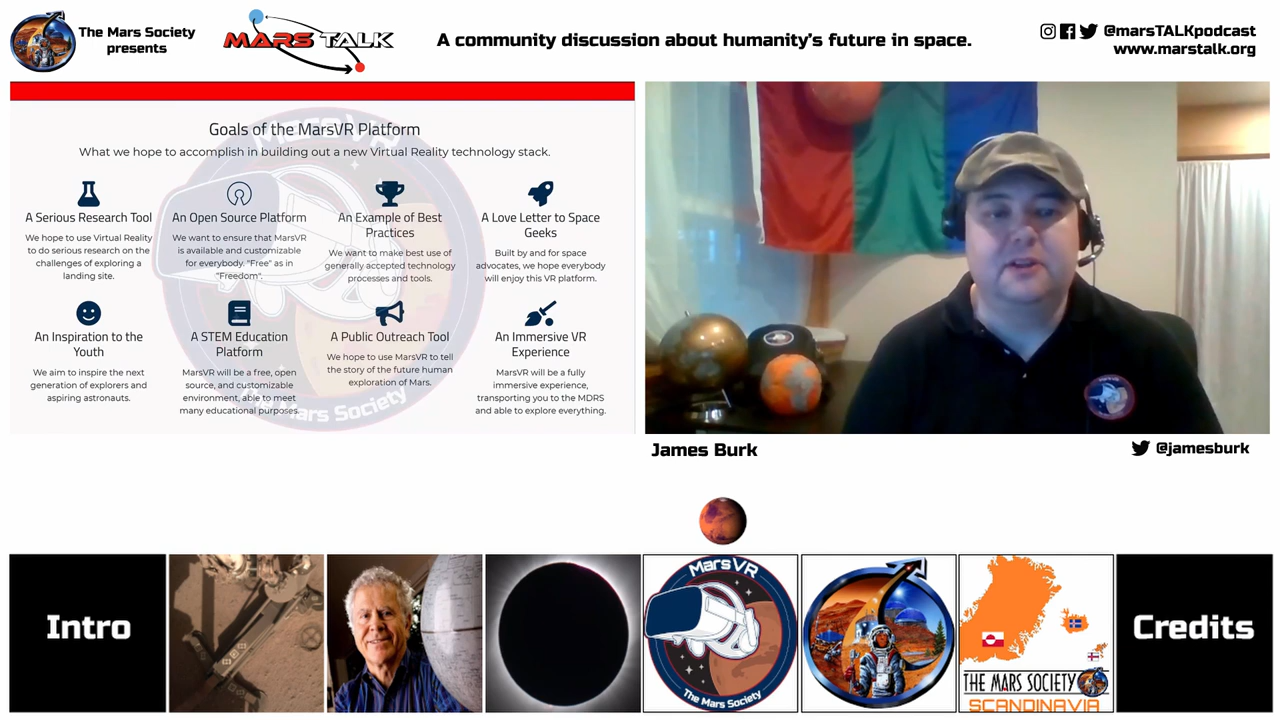 The Mars Society
presents
MARS TALK
A community discussion about humanity's future in space.
@marsTALKpodcast
www.marstalk.org
Goals of the MarsVR Platform
What we hope to accomplish in building out a new Virtual Reality technology stack.
A Serious Research Tool
We hope to use Virtual Reality
to do serious research on the
challenges of exploring a
landing site.
An Open Source Platform
We want to ensure that MarsVR
is available and customizable
for everybody. "Free" as in
"Freedom".
An Example of Best
Practices
We want to make best use of
generally accepted technology
processes and tools.
A Love Letter to Space
Geeks
Built by and for space
advocates, we hope everybody
will enjoy this VR platform.
An Inspiration to the
Youth
We aim to inspire the next
generation of explorers and
aspiring astronauts.
A STEM Education
Platform
MarsVR will be a free, open
source, and customizable
environment, able to meet
many educational purposes.
A Public Outreach Tool
We hope to use MarsVR to tell
the story of the future human
exploration of Mars.
An Immersive VR
Experience
MarsVR will be a fully
immersive experience,
transporting you to the MDRS
and able to explore everything.
MarsVR
The Mars Society
MarsVR
James Burk
@jamesburk
Intro
MarsVR
The Mars Society
THE MARS SOCIETY
SCANDINAVIA
Credits